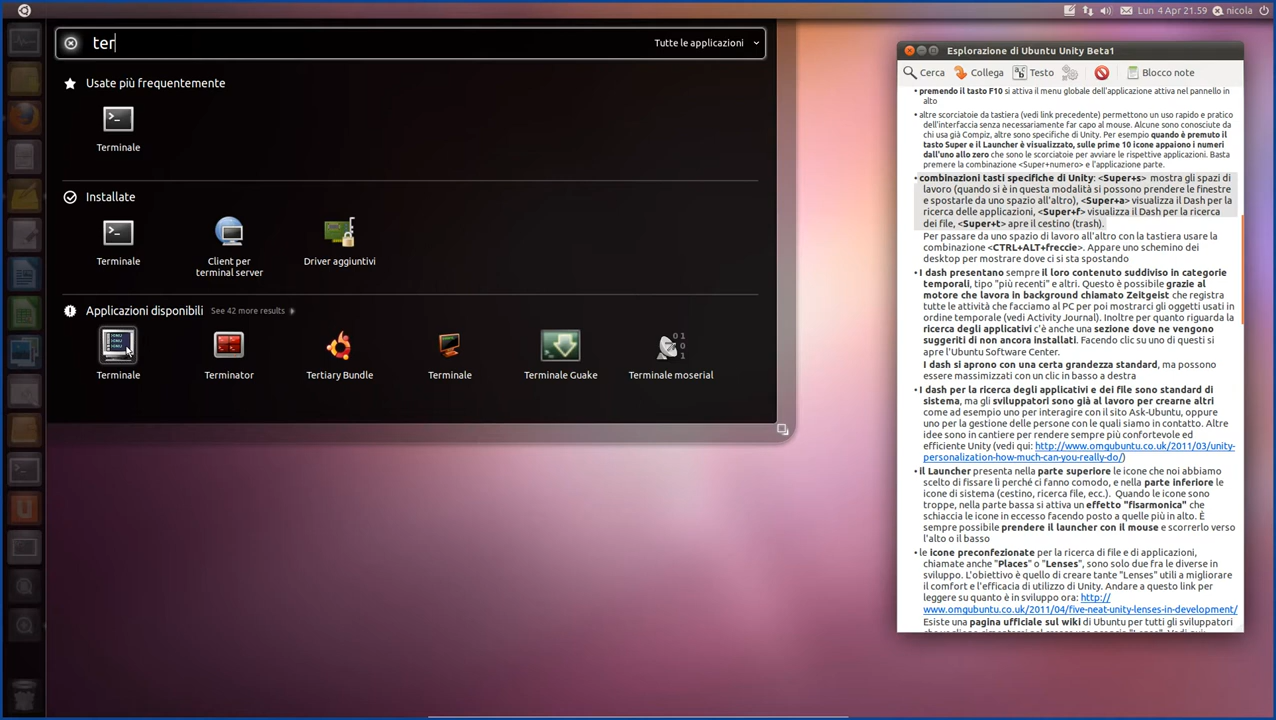 Lun 4 Apr 21.59 nicola
ter
Tutte le applicazioni
Usate più frequentemente
Terminale
Installate
Terminale
Client per
terminal server
Driver aggiuntivi
Applicazioni disponibili See 42 more results
Terminale
Terminator
Tertiary Bundle
Terminale
Terminale Guake
Terminale moserial
Esplorazione di Ubuntu Unity Beta1
Cerca Collega Testo Blocco note
• premendo il tasto F10 si attiva il menu globale dell'applicazione attiva nel pannello in
alto
• altre scorciatoie da tastiera (vedi link precedente) permettono un uso rapido e pratico
dell'interfaccia senza necessariamente far capo al mouse. Alcune sono conosciute da
chi usa già Compiz, altre sono specifiche di Unity. Per esempio quando è premuto il
tasto Super e il Launcher è visualizzato, sulle prime 10 icone appaiono i numeri
dall'uno allo zero che sono le scorciatoie per avviare le rispettive applicazioni. Basta
premere la combinazione <Super+numero> e l'applicazione parte.
• combinazioni tasti specifiche di Unity: <Super+s> mostra gli spazi di
lavoro (quando si è in questa modalità si possono prendere le finestre
e spostarle da uno spazio all'altro), <Super+a> visualizza il Dash per la
ricerca delle applicazioni, <Super+f> visualizza il Dash per la ricerca
dei file, <Super+t> apre il cestino (trash).
Per passare da uno spazio di lavoro all'altro con la tastiera usare la
combinazione <CTRL+ALT+freccie>. Appare uno schemino dei
desktop per mostrare dove ci si sta spostando
• I dash presentano sempre il loro contenuto suddiviso in categorie
temporali, tipo "più recenti" e altri. Questo è possibile grazie al
motore che lavora in background chiamato Zeitgeist che registra
tutte le attività che facciamo al PC per poi mostrarci gli oggetti usati in
ordine temporale (vedi Activity Journal). Inoltre per quanto riguarda la
ricerca degli applicativi c'è anche una sezione dove ne vengono
suggeriti di non ancora installati. Facendo clic su uno di questi si
apre l'Ubuntu Software Center.
I dash si aprono con una certa grandezza standard, ma possono
essere massimizzati con un clic in basso a destra
• I dash per la ricerca degli applicativi e dei file sono standard di
sistema, ma gli sviluppatori sono già al lavoro per crearne altri
come ad esempio uno per interagire con il sito Ask-Ubuntu, oppure
uno per la gestione delle persone con le quali siamo in contatto. Altre
idee sono in cantiere per rendere sempre più confortevole ed
efficiente Unity (vedi qui: http://www.omgubuntu.co.uk/2011/03/unity-
personalization-how-much-can-you-really-do/)
• il Launcher presenta nella parte superiore le icone che noi abbiamo
scelto di fissare lì perché ci fanno comodo, e nella parte inferiore le
icone di sistema (cestino, ricerca file, ecc.). Quando le icone sono
troppe, nella parte bassa si attiva un effetto "fisarmonica" che
schiaccia le icone in eccesso facendo posto a quelle più in alto. È
sempre possibile prendere il launcher con il mouse e scorrerlo verso
l'alto o il basso
• le icone preconfezionate per la ricerca di file e di applicazioni,
chiamate anche "Places" o "Lenses", sono solo due fra le diverse in
sviluppo. L'obiettivo è quello di creare tante "Lenses" utili a migliorare
il comfort e l'efficacia di utilizzo di Unity. Andare a questo link per
leggere su quanto è in sviluppo ora: http://
www.omgubuntu.co.uk/2011/04/five-neat-unity-lenses-in-development/
Esiste una pagina ufficiale sul wiki di Ubuntu per tutti gli sviluppatori